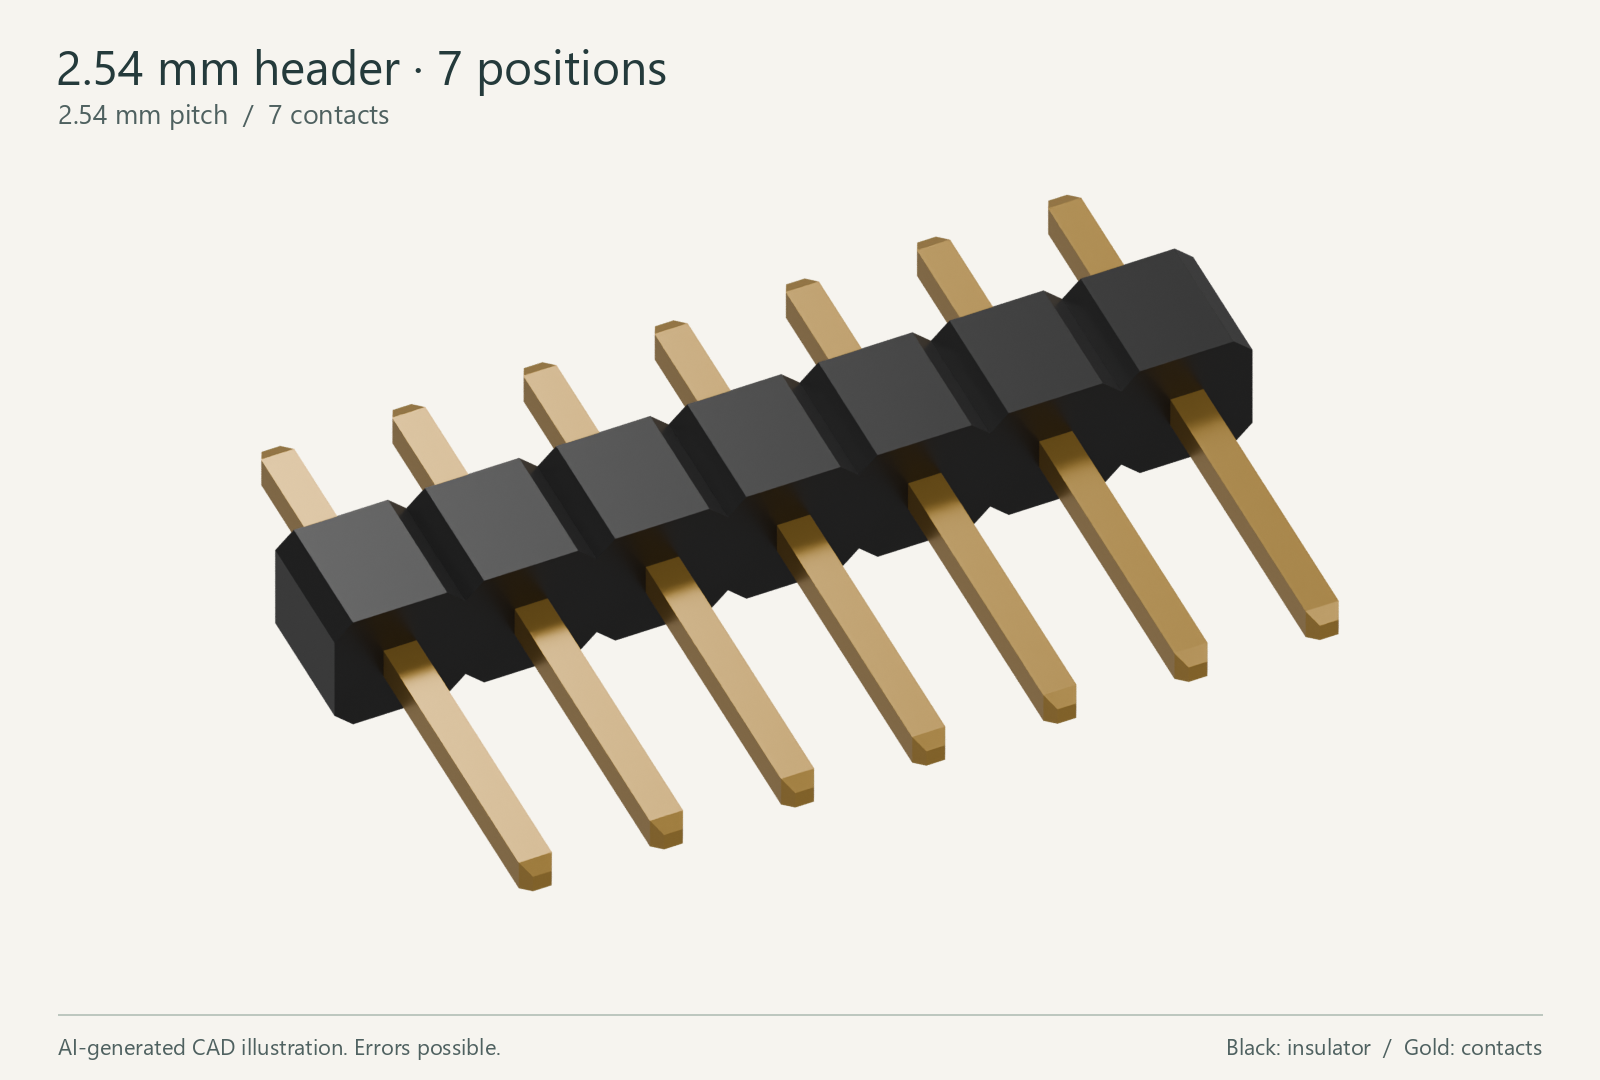 2.54 mm header · 7 positions
2.54 mm pitch / 7 contacts
AI-generated CAD illustration. Errors possible.
Black: insulator / Gold: contacts